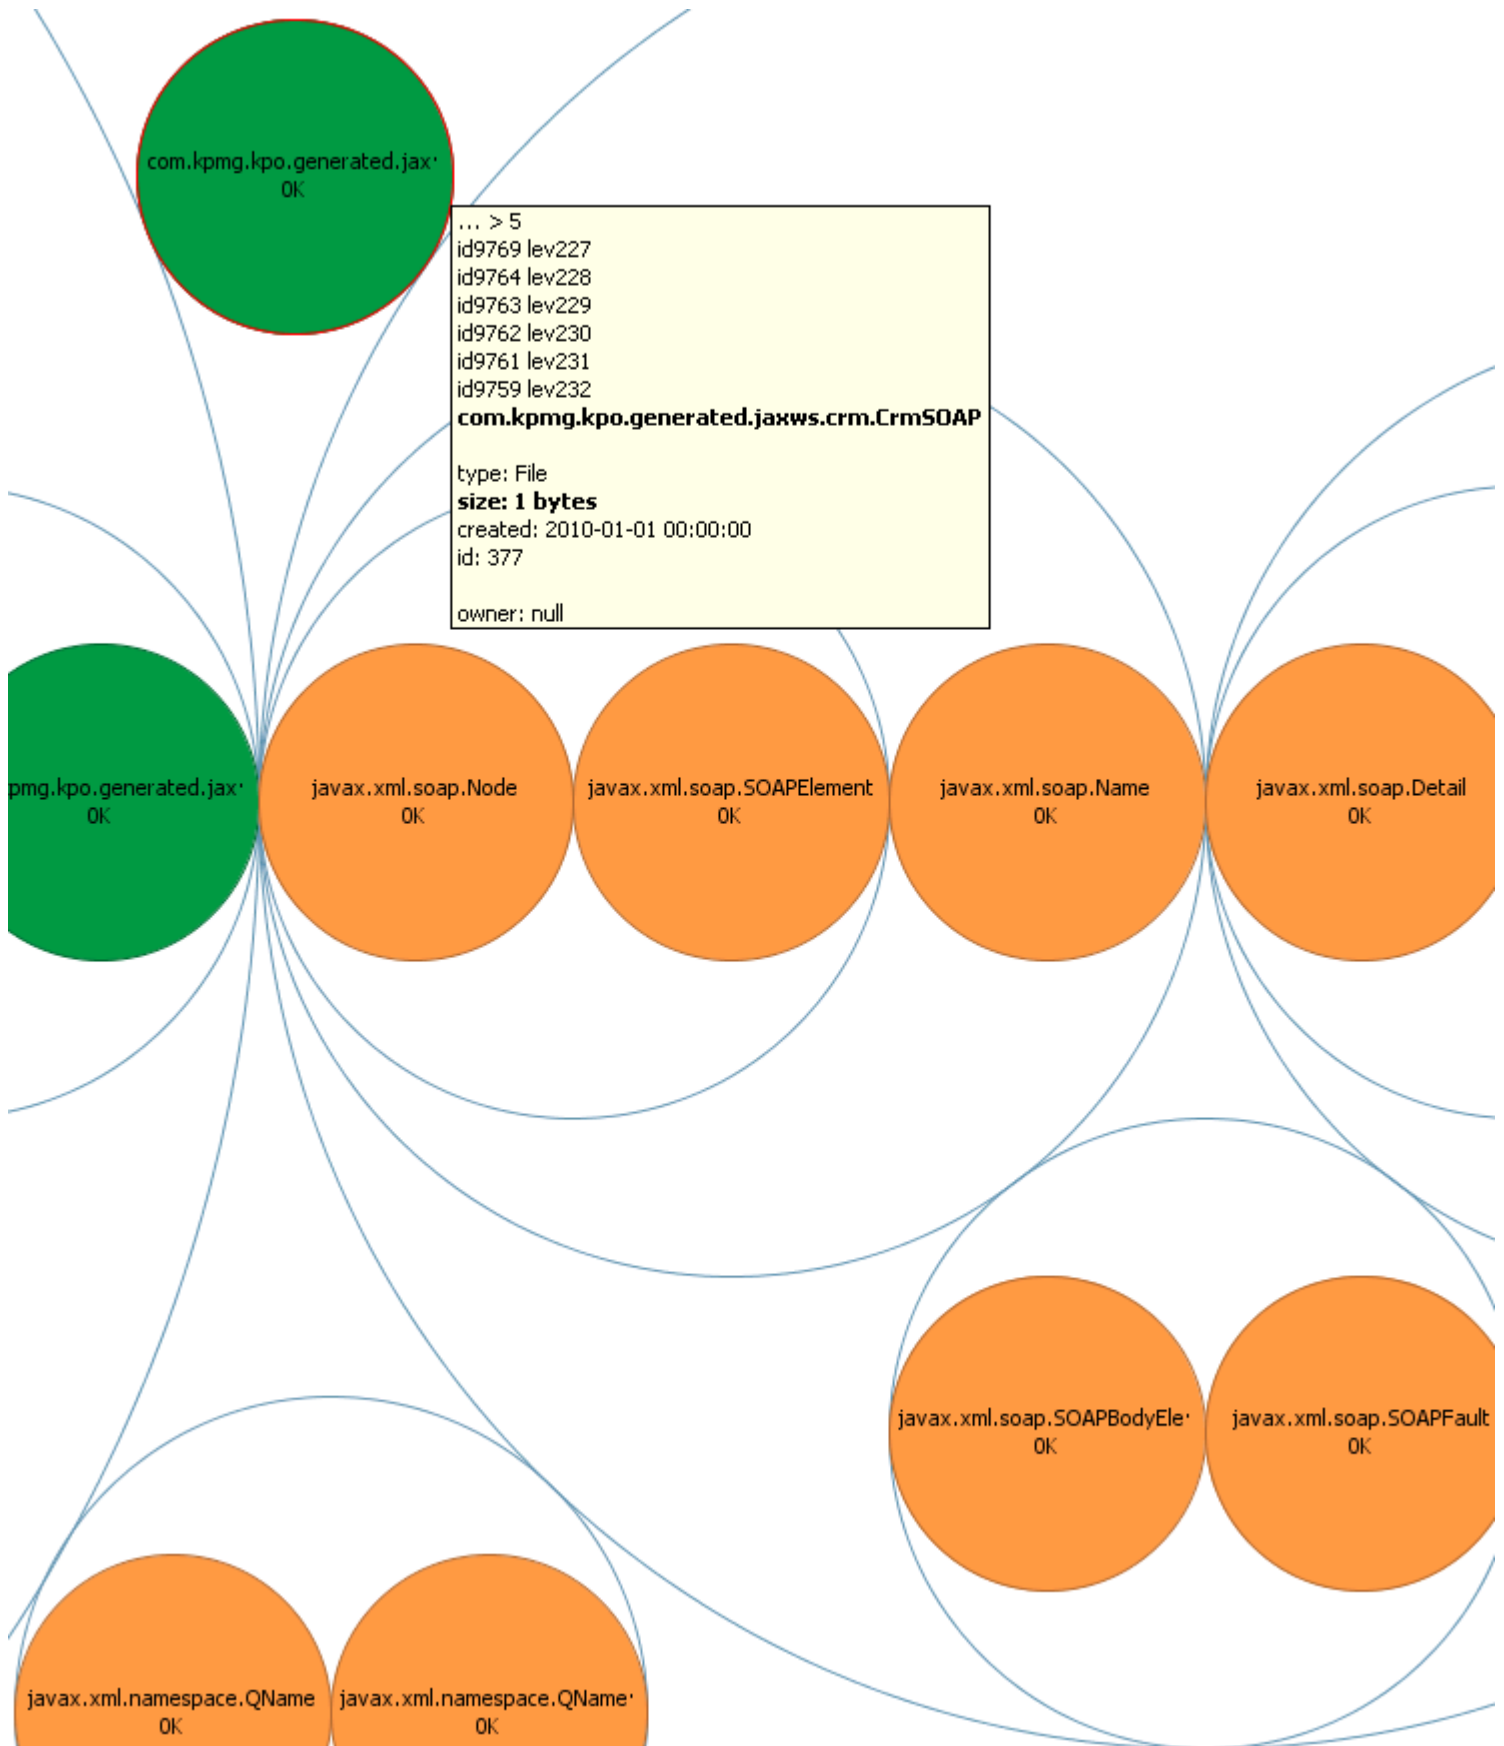 com.kpmg.kpo.generated.jax·
0K
... > 5
id9769 lev227
id9764 lev228
id9763 lev229
id9762 lev230
id9761 lev231
id9759 lev232
com.kpmg.kpo.generated.jaxws.crm.CrmSOAP
type: File
size: 1 bytes
created: 2010-01-01 00:00:00
id: 377
owner: null
pmg.kpo.generated.jax·
0K
javax.xml.soap.Node
0K
javax.xml.soap.SOAPElement
0K
javax.xml.soap.Name
0K
javax.xml.soap.Detail
0K
javax.xml.soap.SOAPBodyEle·
0K
javax.xml.soap.SOAPFault
0K
javax.xml.namespace.QName
0K
javax.xml.namespace.QName·
0K